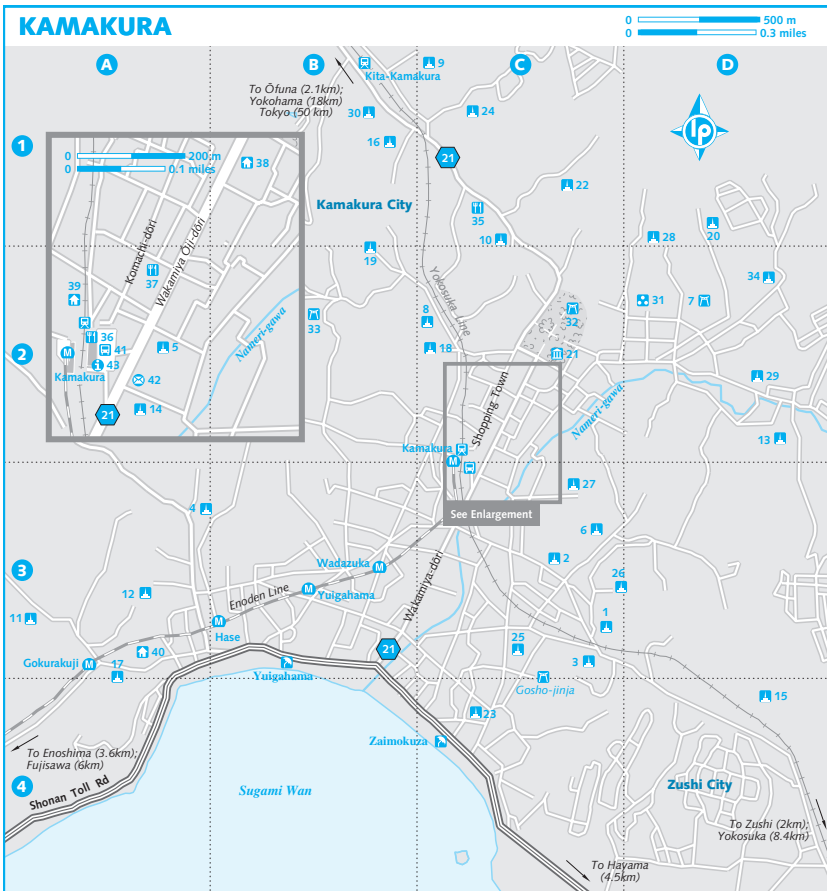 KAMAKURA
0 500 m
0 0.3 miles
A
B
C
D
1
2
3
4
lp
To Ōfuna (2.1km);
Yokohama (18km)
Tokyo (50 km)
Kita-Kamakura
9
30
24
16
21
Kamakura City
22
35
10
28
20
19
34
31
7
32
33
8
18
21
29
13
Yokosuka Line
Shopping Town
Nameri-gawa
Kamakura
See Enlargement
0 200 m
0 0.1 miles
38
Komachi-dōri
Wakamiya Ōji-dōri
37
39
36
41
5
Kamakura
43
42
14
21
Nameri-gawa
27
4
6
2
26
1
Wadazuka
Wakamiya-dōri
Enoden Line
Yuigahama
12
11
Hase
40
Gokurakuji
17
21
25
3
Yuigahama
Gosho-jinja
15
23
Zaimokuza
To Enoshima (3.6km);
Fujisawa (6km)
Shonan Toll Rd
Sugami Wan
Zushi City
To Zushi (2km);
Yokosuka (8.4km)
To Hayama
(4.5km)